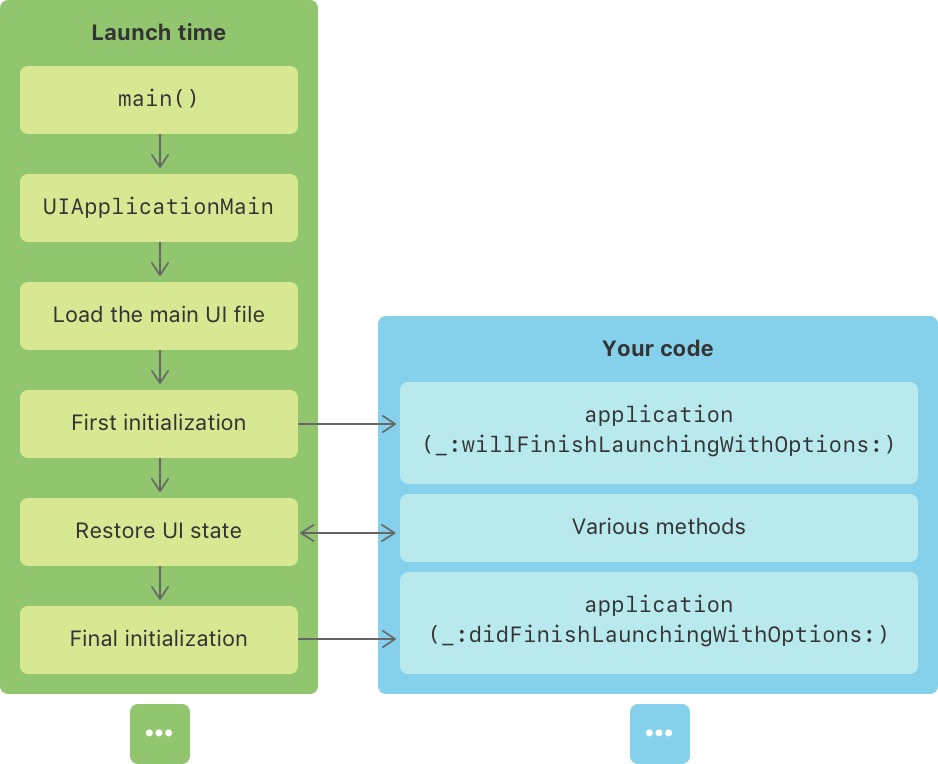 Launch time
main()
UIApplicationMain
Load the main UI file
First initialization
Restore UI state
Final initialization
•••
Your code
application
(_:willFinishLaunchingWithOptions:)
Various methods
application
(_:didFinishLaunchingWithOptions:)
•••